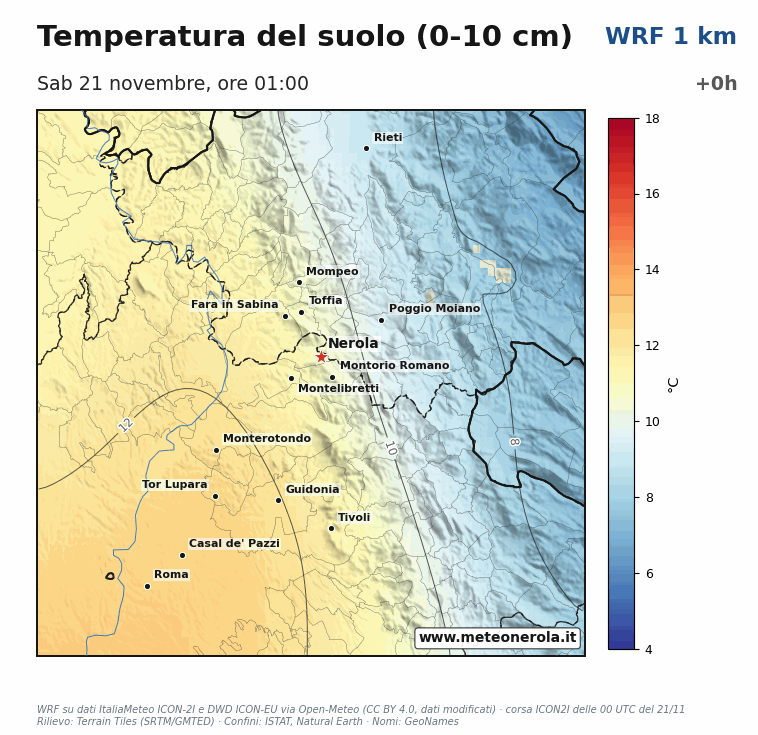 Temperatura del suolo (0-10 cm)
WRF 1 km
Sab 21 novembre, ore 01:00
+0h
Rieti
Mompeo
Toffia
Fara in Sabina
Poggio Moiano
Nerola
Montorio Romano
Montelibretti
12
Monterotondo
10
8
Tor Lupara
Guidonia
Tivoli
Casal de' Pazzi
Roma
www.meteonerola.it
18
16
14
12
10
8
6
4
°C
WRF su dati ItaliaMeteo ICON-2I e DWD ICON-EU via Open-Meteo (CC BY 4.0, dati modificati) · corsa ICON2I delle 00 UTC del 21/11
Rilievo: Terrain Tiles (SRTM/GMTED) · Confini: ISTAT, Natural Earth · Nomi: GeoNames